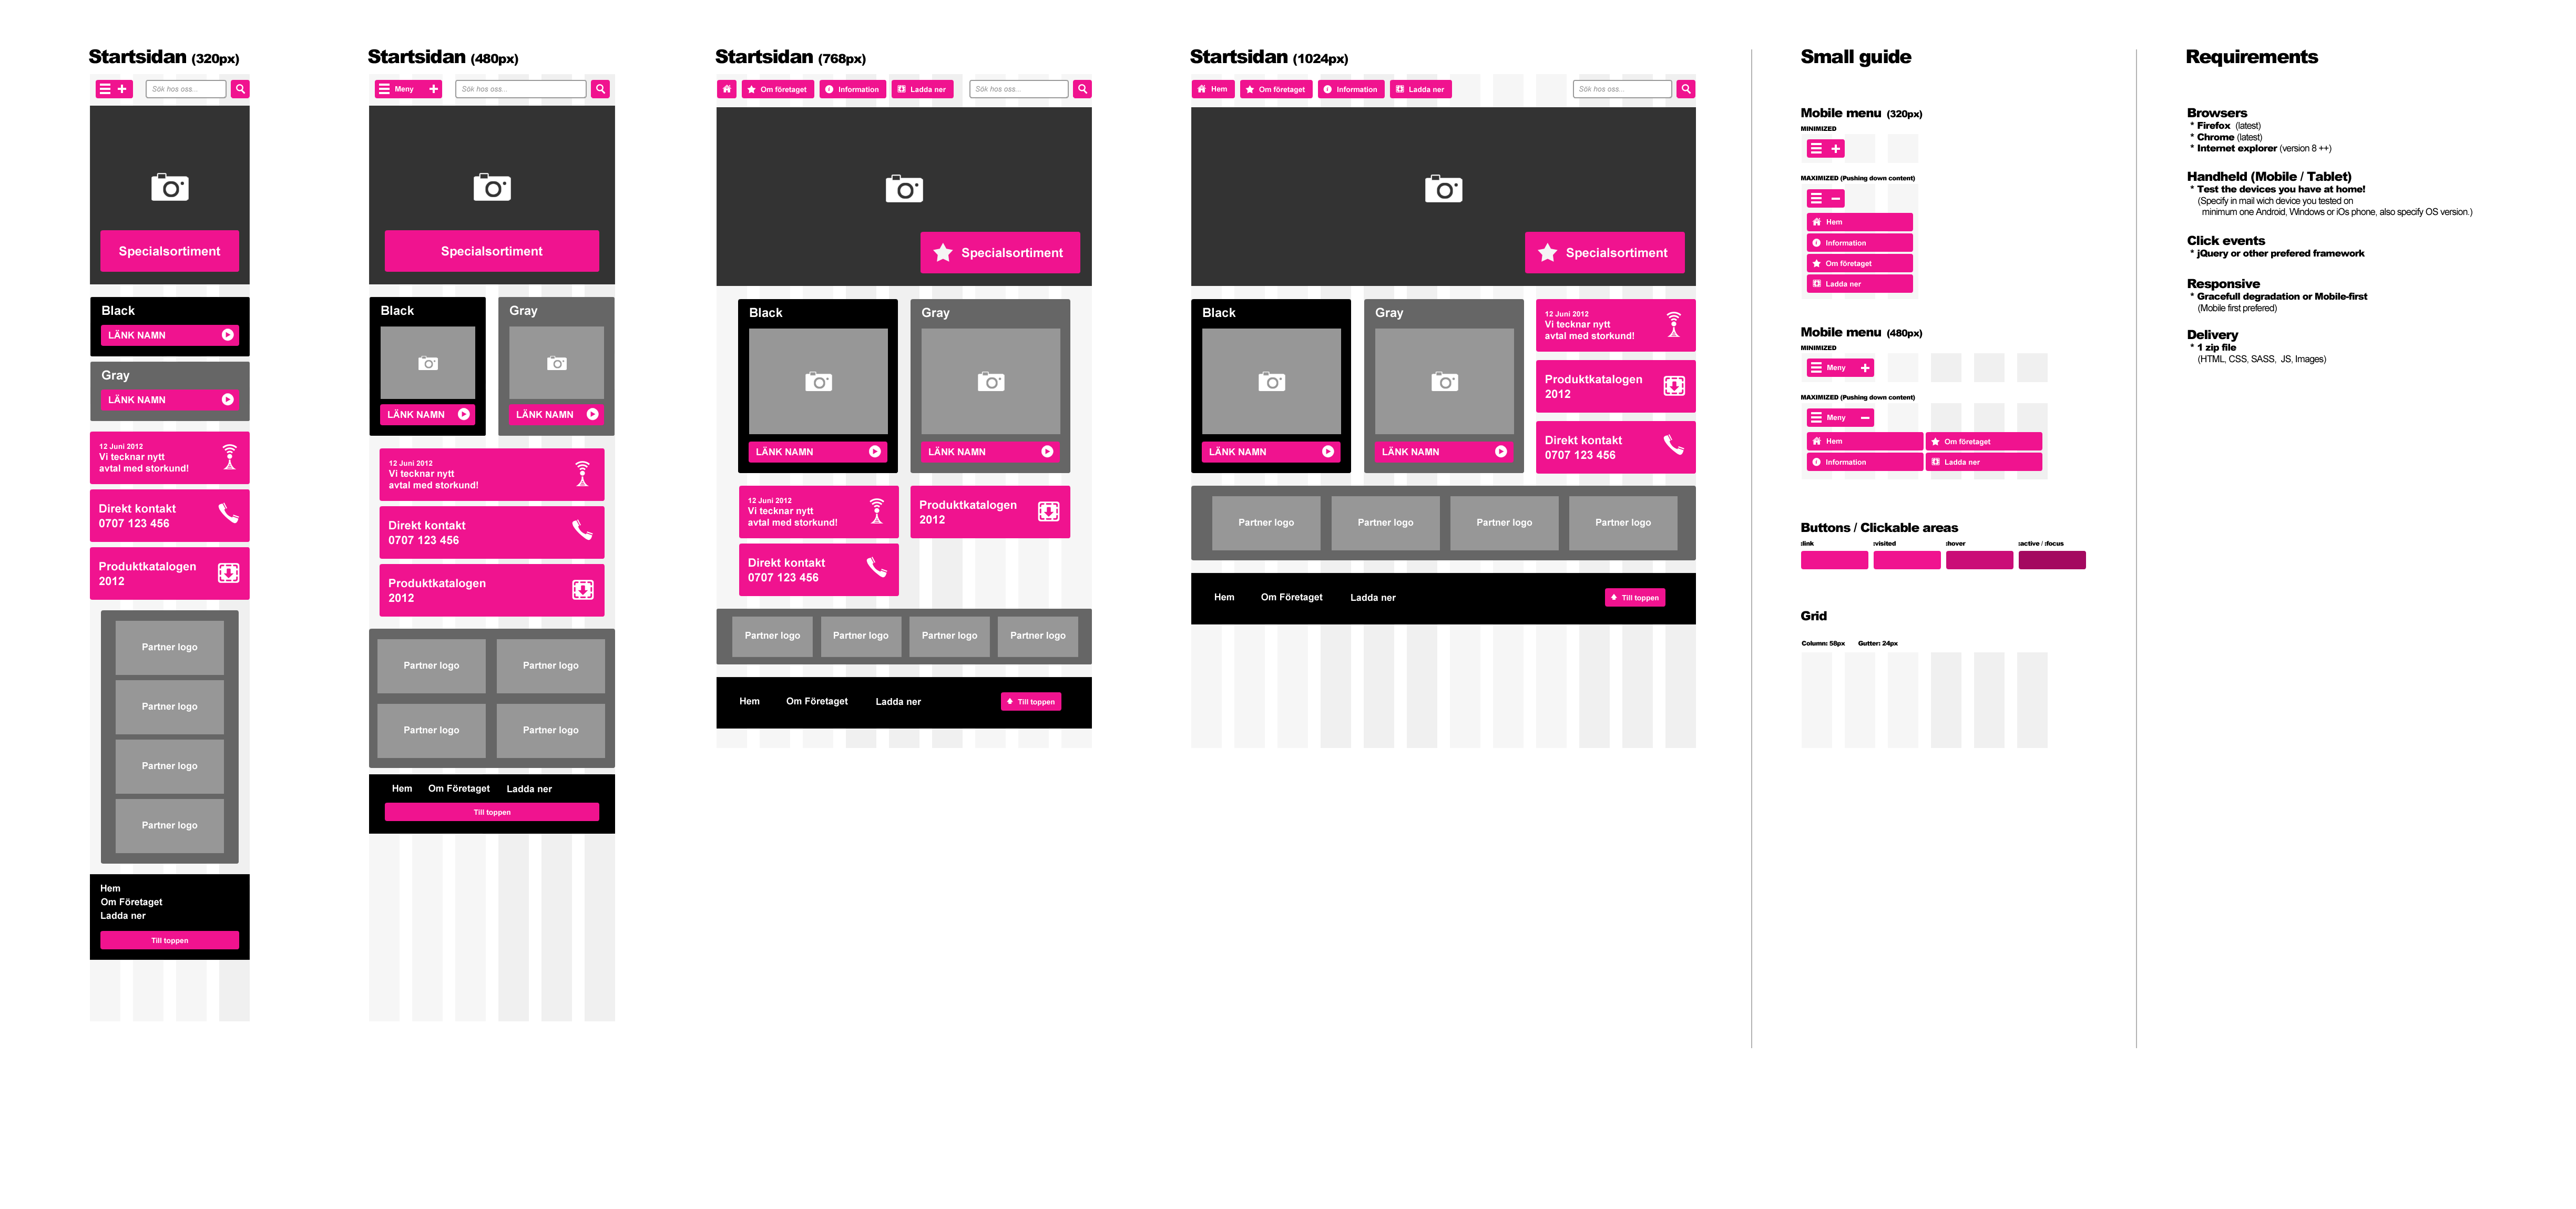 Startsidan (320px)
Sök hos oss...
Specialsortiment
Black
LÄNK NAMN
Gray
LÄNK NAMN
12 Juni 2012
Vi tecknar nytt
avtal med storkund!
Direkt kontakt
0707 123 456
Produktkatalogen
2012
Partner logo
Partner logo
Partner logo
Partner logo
Hem
Om Företaget
Ladda ner
Till toppen
Startsidan (480px)
Meny
Sök hos oss...
Specialsortiment
Black
LÄNK NAMN
Gray
LÄNK NAMN
12 Juni 2012
Vi tecknar nytt
avtal med storkund!
Direkt kontakt
0707 123 456
Produktkatalogen
2012
Partner logo
Partner logo
Partner logo
Partner logo
Hem
Om Företaget
Ladda ner
Till toppen
Startsidan (768px)
Om företaget
Information
Ladda ner
Sök hos oss...
Specialsortiment
Black
LÄNK NAMN
Gray
LÄNK NAMN
12 Juni 2012
Vi tecknar nytt
avtal med storkund!
Produktkatalogen
2012
Direkt kontakt
0707 123 456
Partner logo
Partner logo
Partner logo
Partner logo
Hem
Om Företaget
Ladda ner
Till toppen
Startsidan (1024px)
Hem
Om företaget
Information
Ladda ner
Sök hos oss...
Specialsortiment
Black
LÄNK NAMN
Gray
LÄNK NAMN
12 Juni 2012
Vi tecknar nytt
avtal med storkund!
Produktkatalogen
2012
Direkt kontakt
0707 123 456
Partner logo
Partner logo
Partner logo
Partner logo
Hem
Om Företaget
Ladda ner
Till toppen
Small guide
Mobile menu (320px)
MINIMIZED
MAXIMIZED (Pushing down content)
Hem
Information
Om företaget
Ladda ner
Mobile menu (480px)
MINIMIZED
Meny
MAXIMIZED (Pushing down content)
Meny
Hem
Om företaget
Information
Ladda ner
Buttons / Clickable areas
:link
:visited
:hover
:active / :focus
Grid
Column: 58px
Gutter: 24px
Requirements
Browsers
* Firefox (latest)
* Chrome (latest)
* Internet explorer (version 8 ++)
Handheld (Mobile / Tablet)
* Test the devices you have at home!
(Specify in mail wich device you tested on
minimum one Android, Windows or iOs phone, also specify OS version.)
Click events
* jQuery or other prefered framework
Responsive
* Gracefull degradation or Mobile-first
(Mobile first prefered)
Delivery
* 1 zip file
(HTML, CSS, SASS, JS, Images)